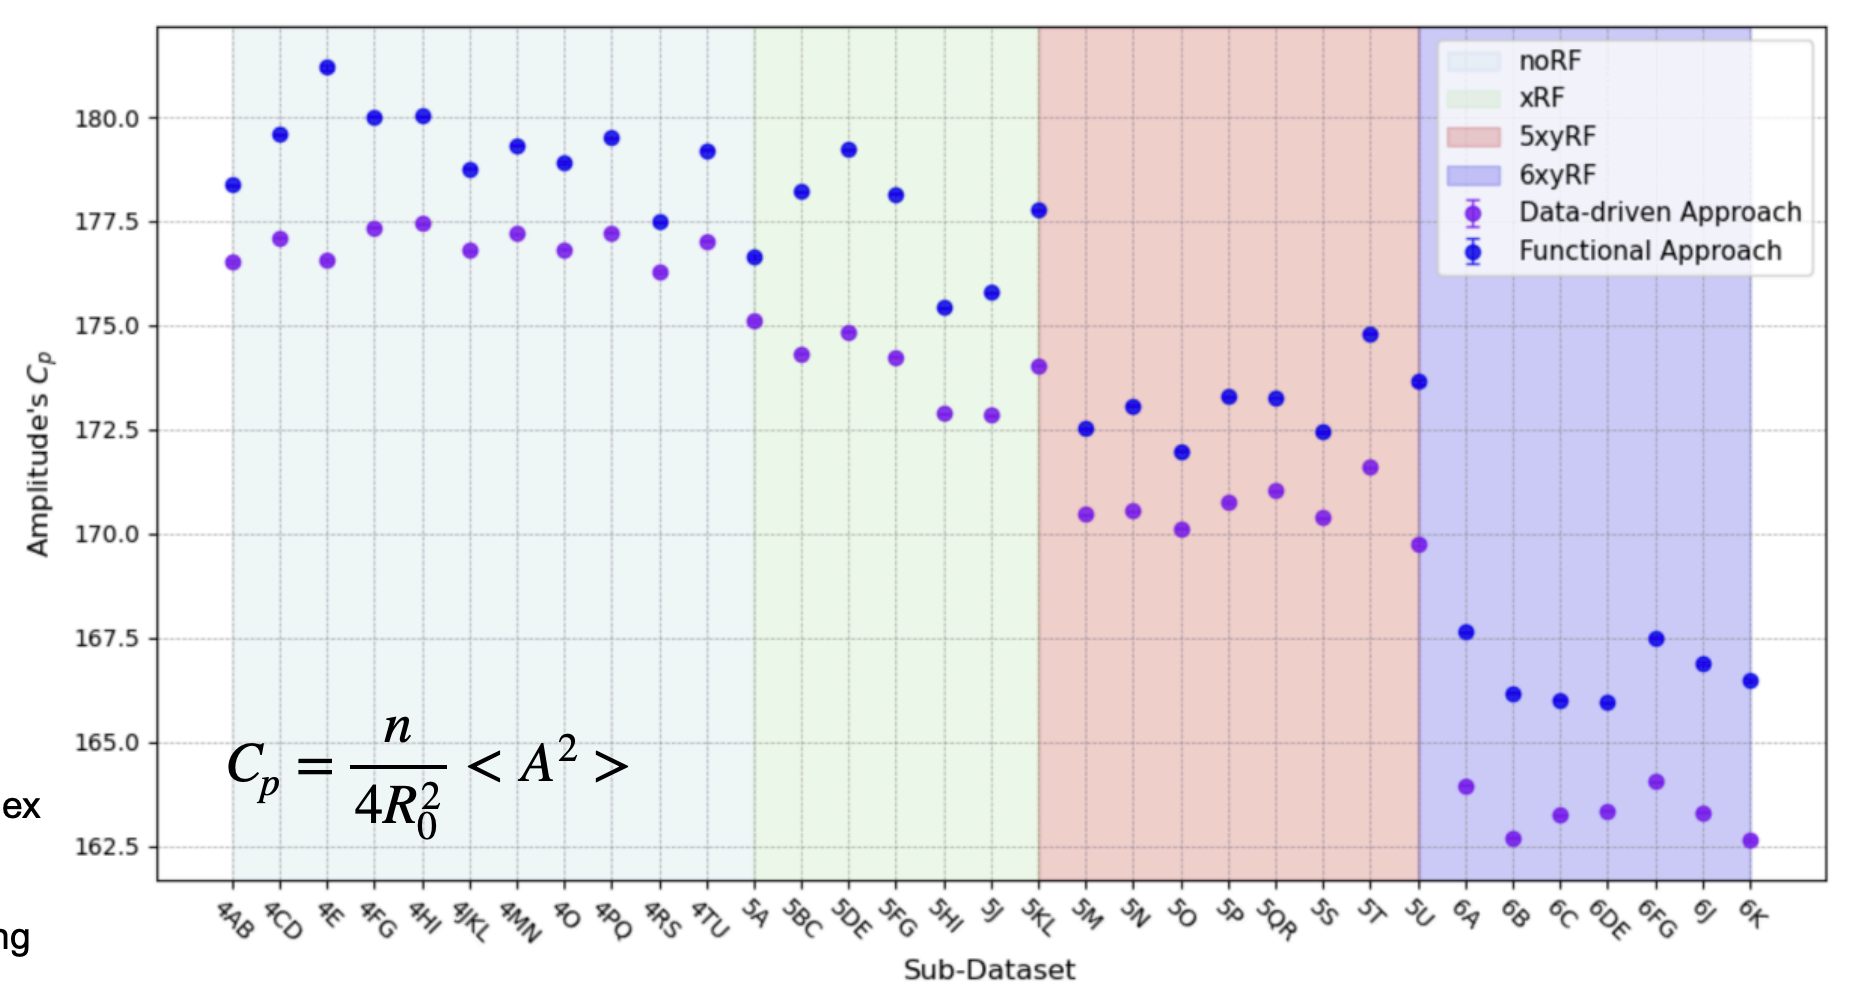 noRF
xRF
5xyRF
6xyRF
Data-driven Approach
Functional Approach
180.0
177.5
175.0
172.5
170.0
167.5
165.0
162.5
Amplitude's C_p
C_p = n / 4R_0^2 < A^2 >
ex
ng
4AB 4CD 4E 4FG 4HI 4JKL 4MN 4O 4PQ 4RS 4TU 5A 5BC 5DE 5FG 5HI 5J 5KL 5M 5N 5O 5P 5QR 5S 5T 5U 6A 6B 6C 6DE 6FG 6J 6K
Sub-Dataset